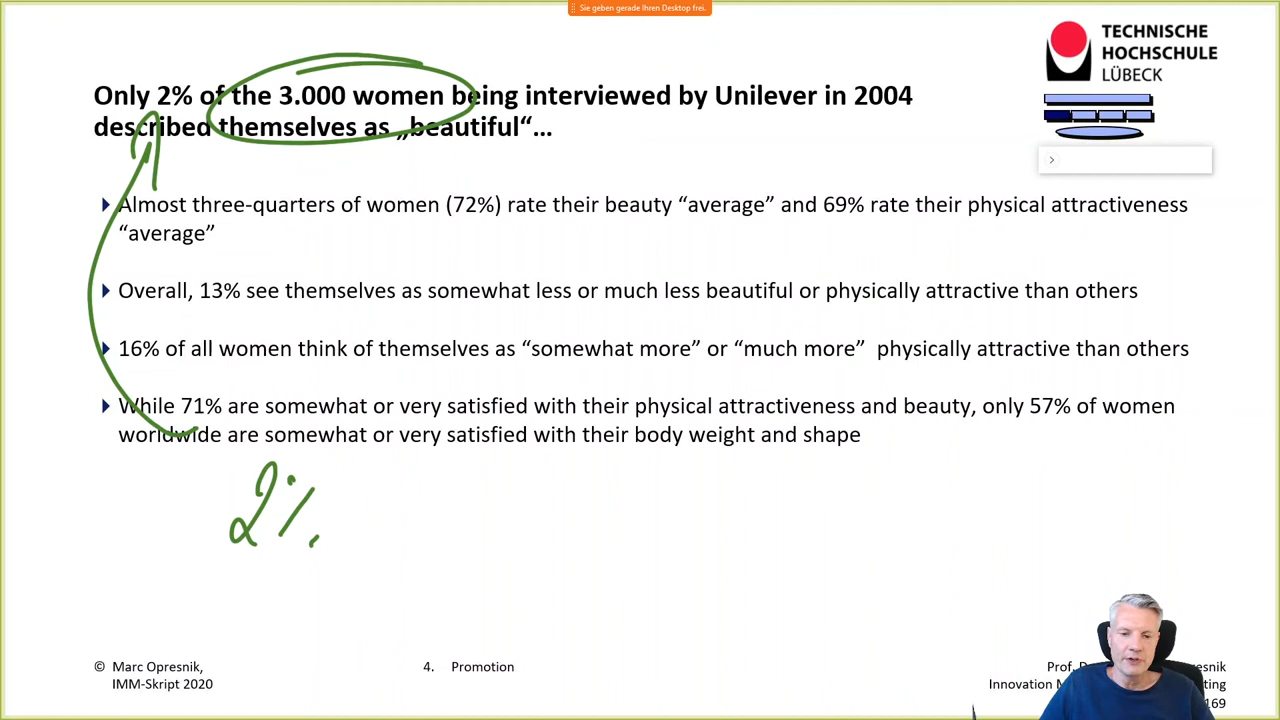 Sie geben gerade Ihren Desktop frei.
TECHNISCHE
HOCHSCHULE
LÜBECK
Only 2% of the 3.000 women being interviewed by Unilever in 2004
described themselves as „beautiful“…
Almost three-quarters of women (72%) rate their beauty “average” and 69% rate their physical attractiveness
“average”
Overall, 13% see themselves as somewhat less or much less beautiful or physically attractive than others
16% of all women think of themselves as “somewhat more” or “much more” physically attractive than others
While 71% are somewhat or very satisfied with their physical attractiveness and beauty, only 57% of women
worldwide are somewhat or very satisfied with their body weight and shape
2%
© Marc Opresnik,
IMM-Skript 2020
4. Promotion
Prof.
Innovation
169